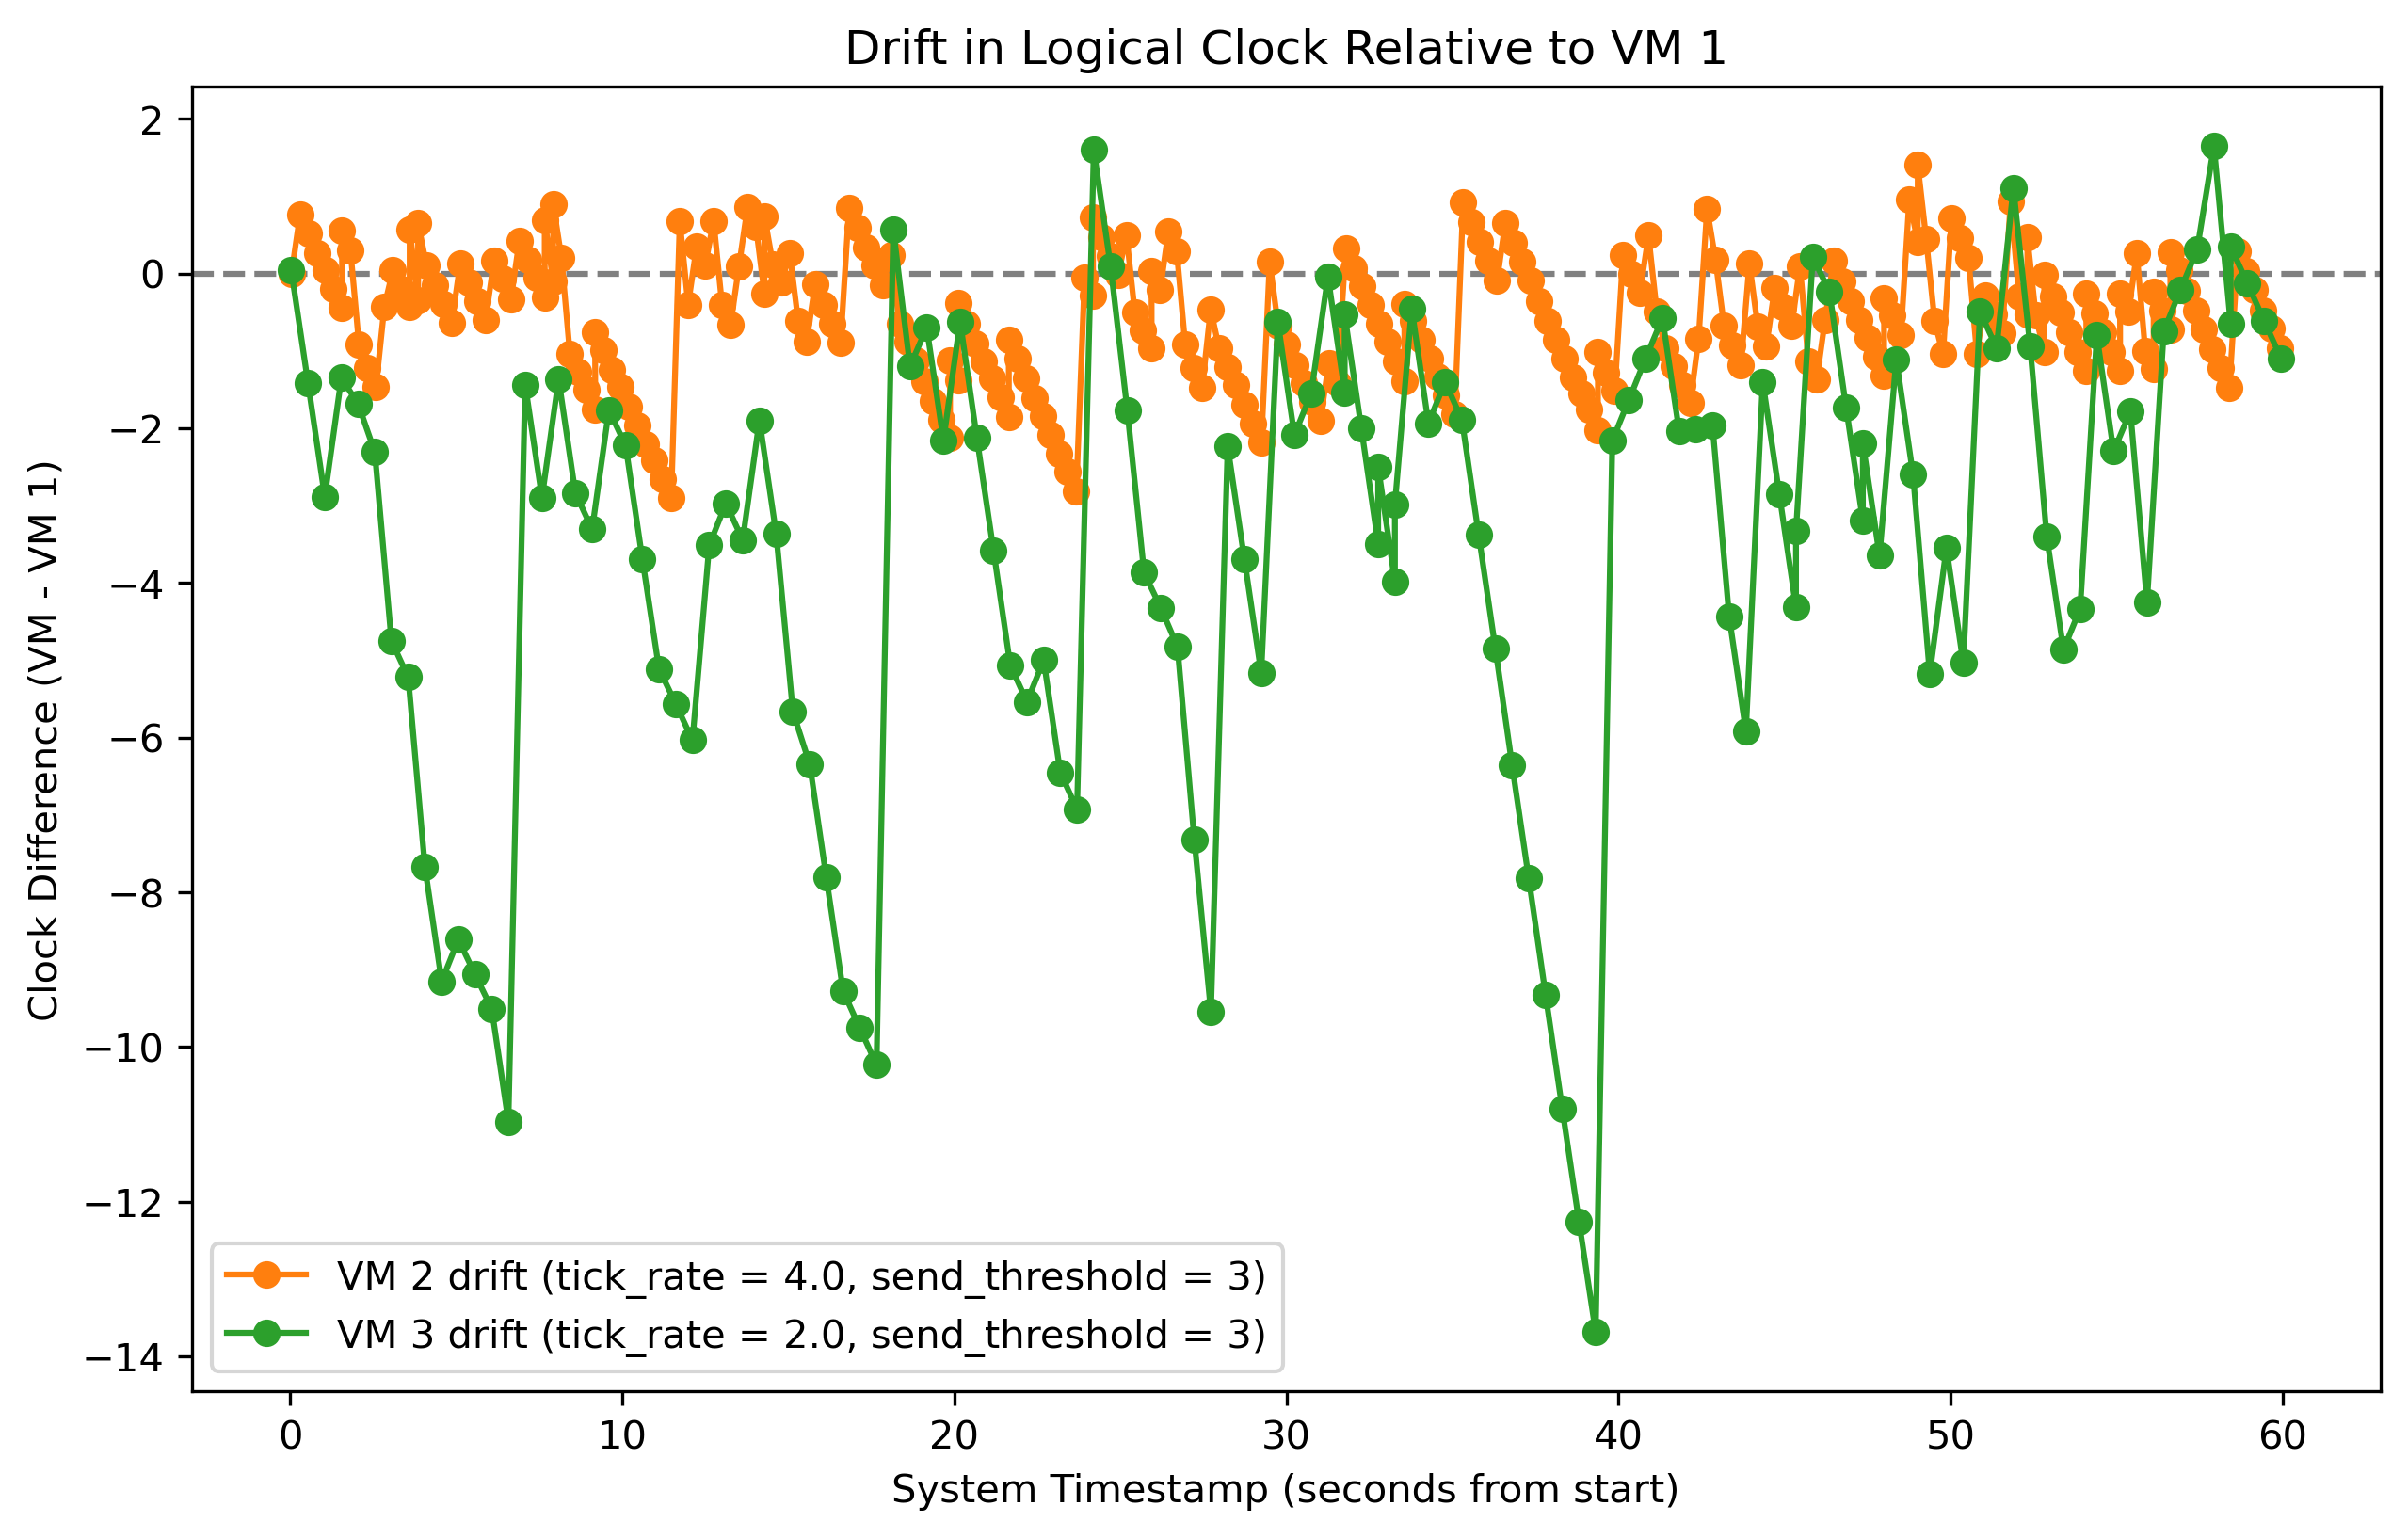 Drift in Logical Clock Relative to VM 1
Clock Difference (VM - VM 1)
2
0
−2
−4
−6
−8
−10
−12
−14
VM 2 drift (tick_rate = 4.0, send_threshold = 3)
VM 3 drift (tick_rate = 2.0, send_threshold = 3)
0 10 20 30 40 50 60
System Timestamp (seconds from start)